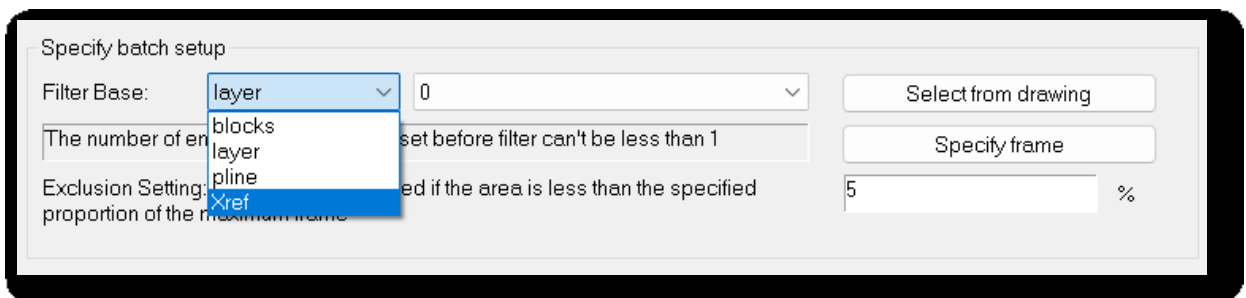 Specify batch setup
Filter Base: layer 0 Select from drawing
blocks
The number of en set before filter can't be less than 1 Specify frame
layer
pline
Exclusion Setting: ed if the area is less than the specified 5 %
Xref
proportion of the maximum frame